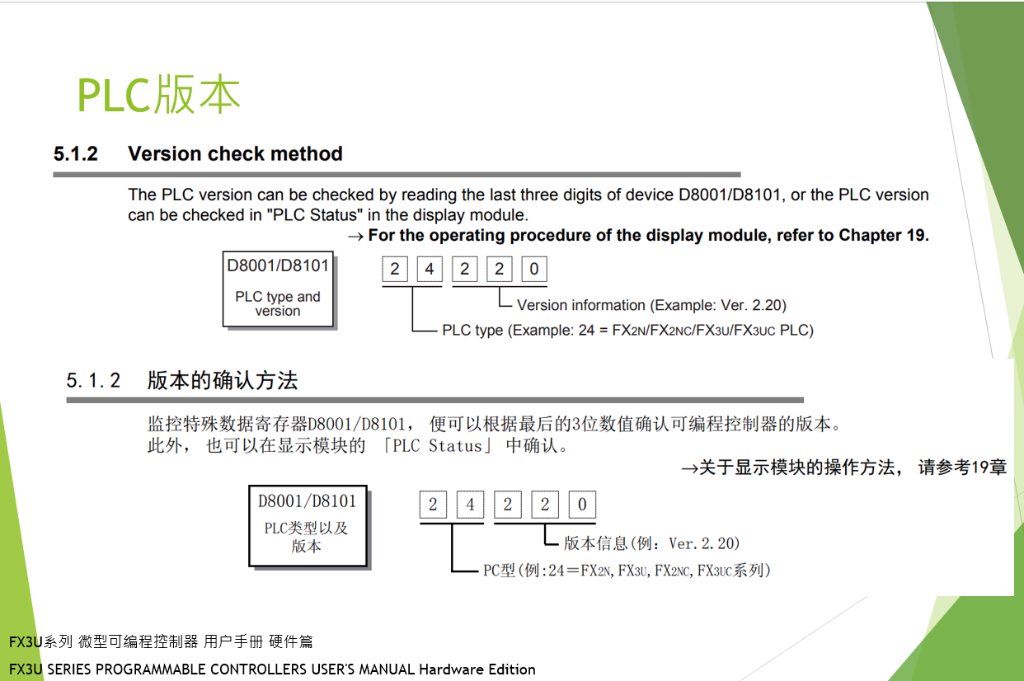 PLC版本
5.1.2 Version check method
The PLC version can be checked by reading the last three digits of device D8001/D8101, or the PLC version
can be checked in "PLC Status" in the display module.
→ For the operating procedure of the display module, refer to Chapter 19.
D8001/D8101
PLC type and
version
2 4 2 2 0
Version information (Example: Ver. 2.20)
PLC type (Example: 24 = FX2N/FX2NC/FX3U/FX3UC PLC)
5.1.2 版本的确认方法
监控特殊数据寄存器D8001/D8101, 便可以根据最后的3位数值确认可编程控制器的版本。
此外, 也可以在显示模块的 「PLC Status」 中确认。
→关于显示模块的操作方法, 请参考19章
D8001/D8101
PLC类型以及
版本
2 4 2 2 0
版本信息(例: Ver.2.20)
PC型(例:24=FX2N,FX3U,FX2NC,FX3UC系列)
FX3U系列 微型可编程控制器 用户手册 硬件篇
FX3U SERIES PROGRAMMABLE CONTROLLERS USER'S MANUAL Hardware Edition